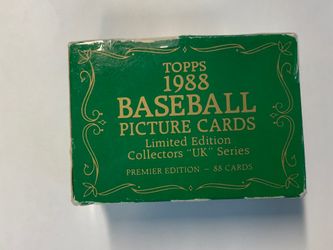 TOPPS
1988
BASEBALL
PICTURE CARDS
Limited Edition
Collectors "UK" Series
PREMIER EDITION - 88 CARDS